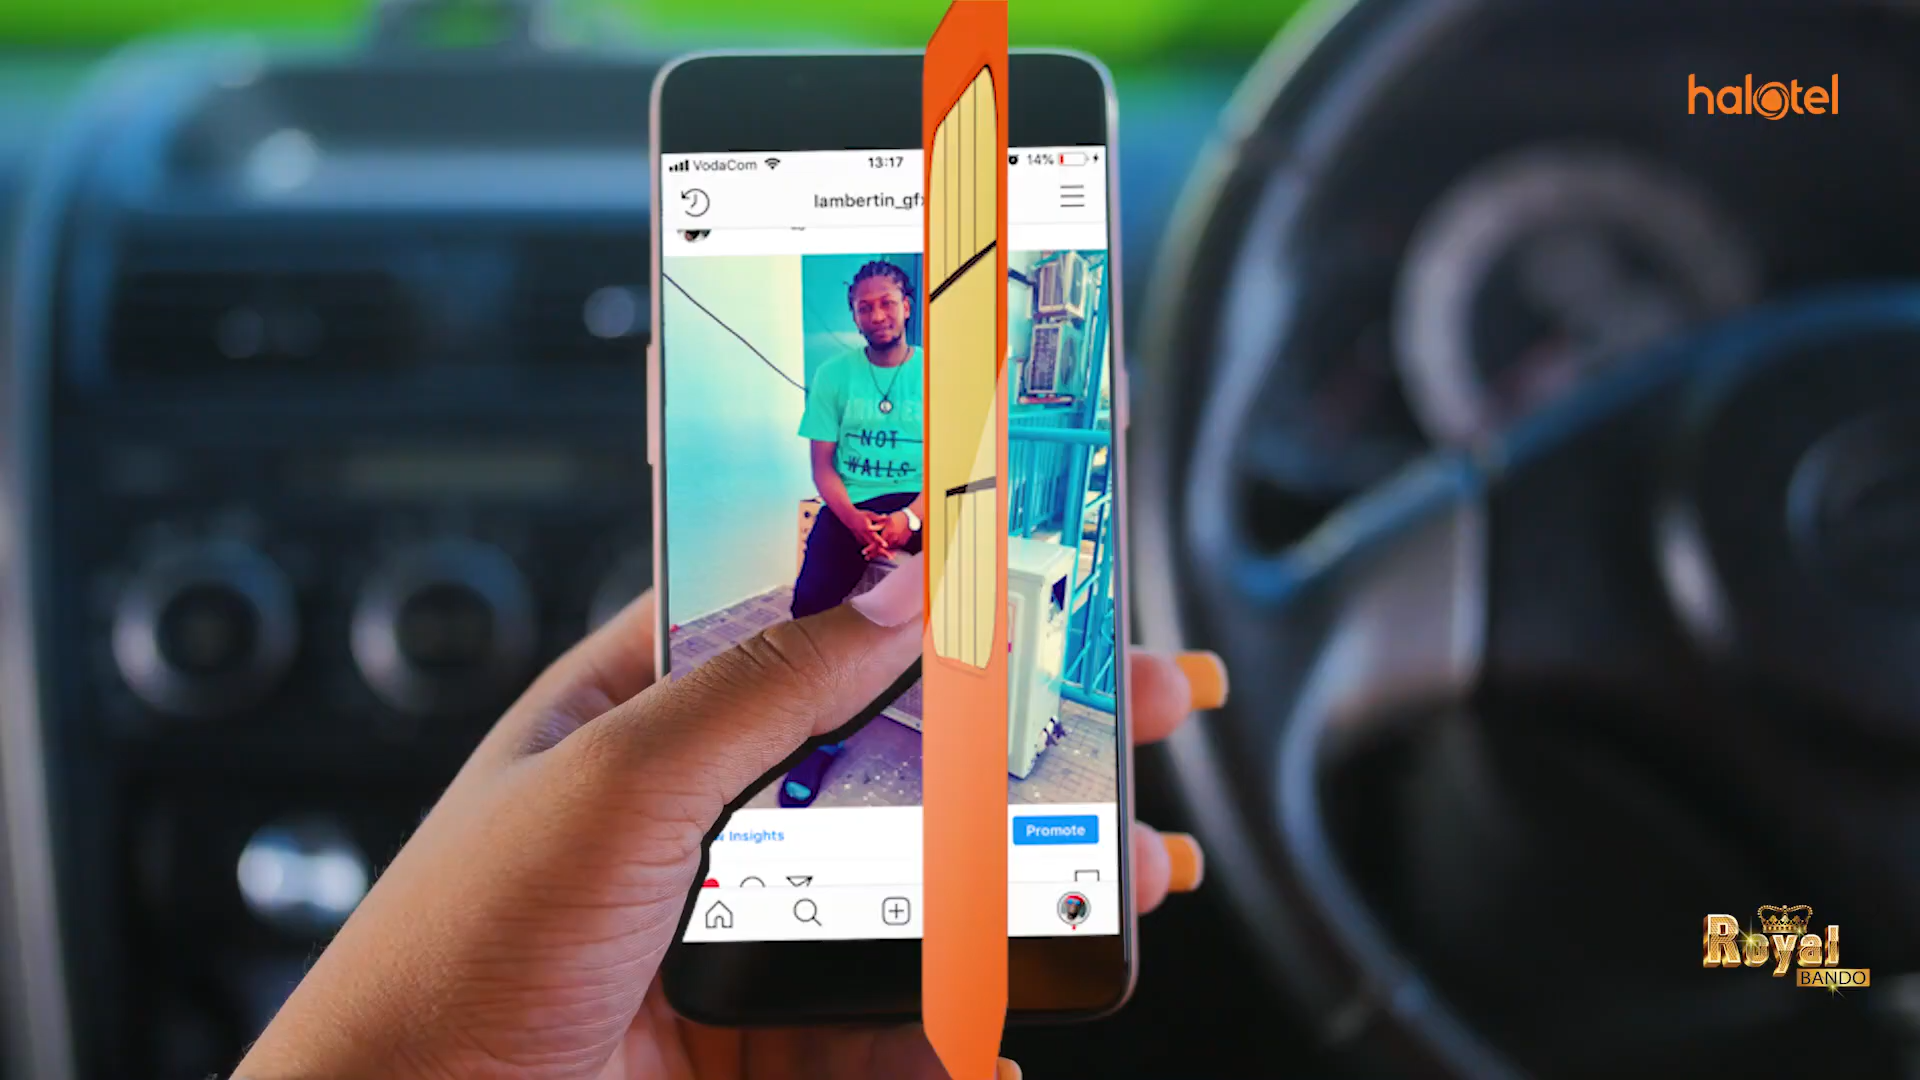 halotel
VodaCom
13:17
14%
lambertin_gf
NOT
WALLS
Insights
Promote
Royal
BANDO